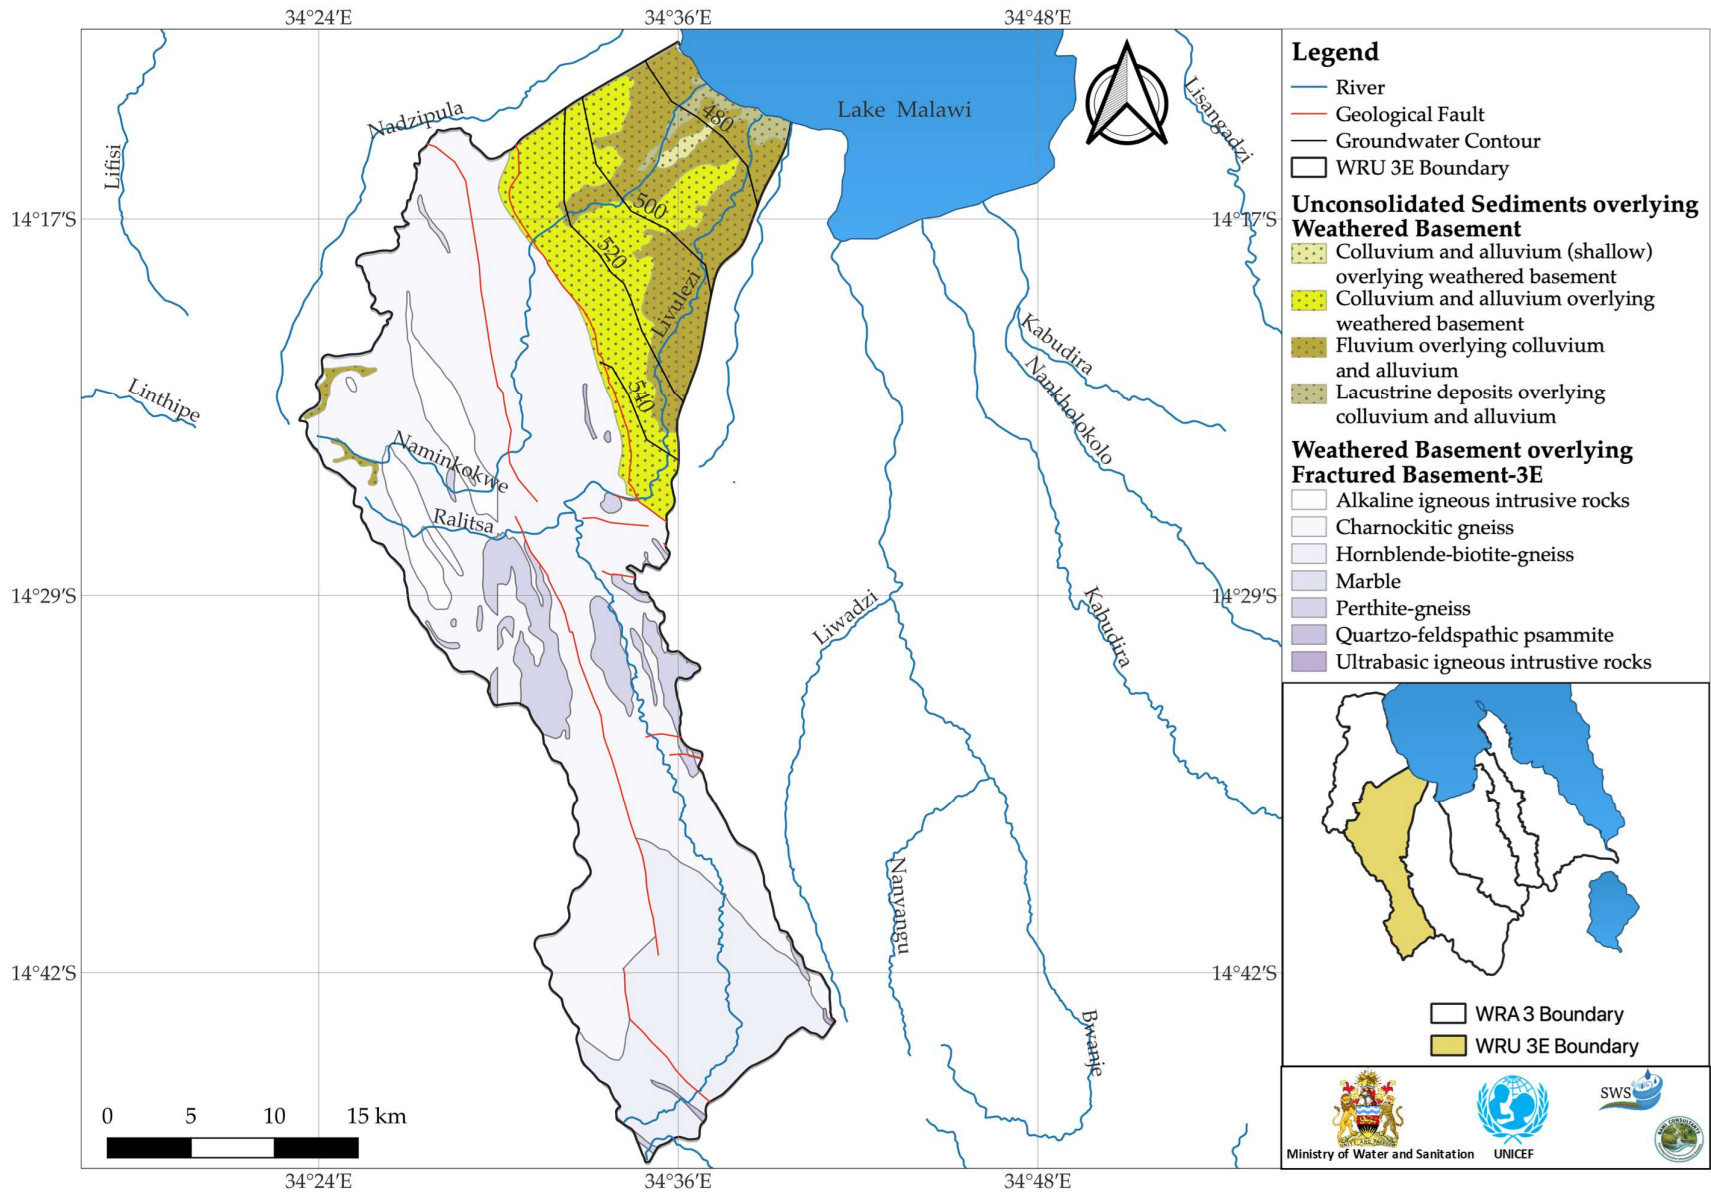 34°24′E
34°36′E
34°48′E
Nadzipula
Lifisi
Lake Malawi
Lisangadzi
480
14°17′S
14°17′S
500
520
Livulezi
Kabudira
Nankholokolo
Linthipe
540
Naminkokwe
Ralitsa
14°29′S
14°29′S
Liwadzi
Kabudira
Nanyangu
14°42′S
14°42′S
Bwanje
0 5 10 15 km
34°24′E
34°36′E
34°48′E
Legend
River
Geological Fault
Groundwater Contour
WRU 3E Boundary
Unconsolidated Sediments overlying
Weathered Basement
Colluvium and alluvium (shallow)
overlying weathered basement
Colluvium and alluvium overlying
weathered basement
Fluvium overlying colluvium
and alluvium
Lacustrine deposits overlying
colluvium and alluvium
Weathered Basement overlying
Fractured Basement-3E
Alkaline igneous intrusive rocks
Charnockitic gneiss
Hornblende-biotite-gneiss
Marble
Perthite-gneiss
Quartzo-feldspathic psammite
Ultrabasic igneous intrustive rocks
WRA 3 Boundary
WRU 3E Boundary
SWS
Ministry of Water and Sanitation
UNICEF